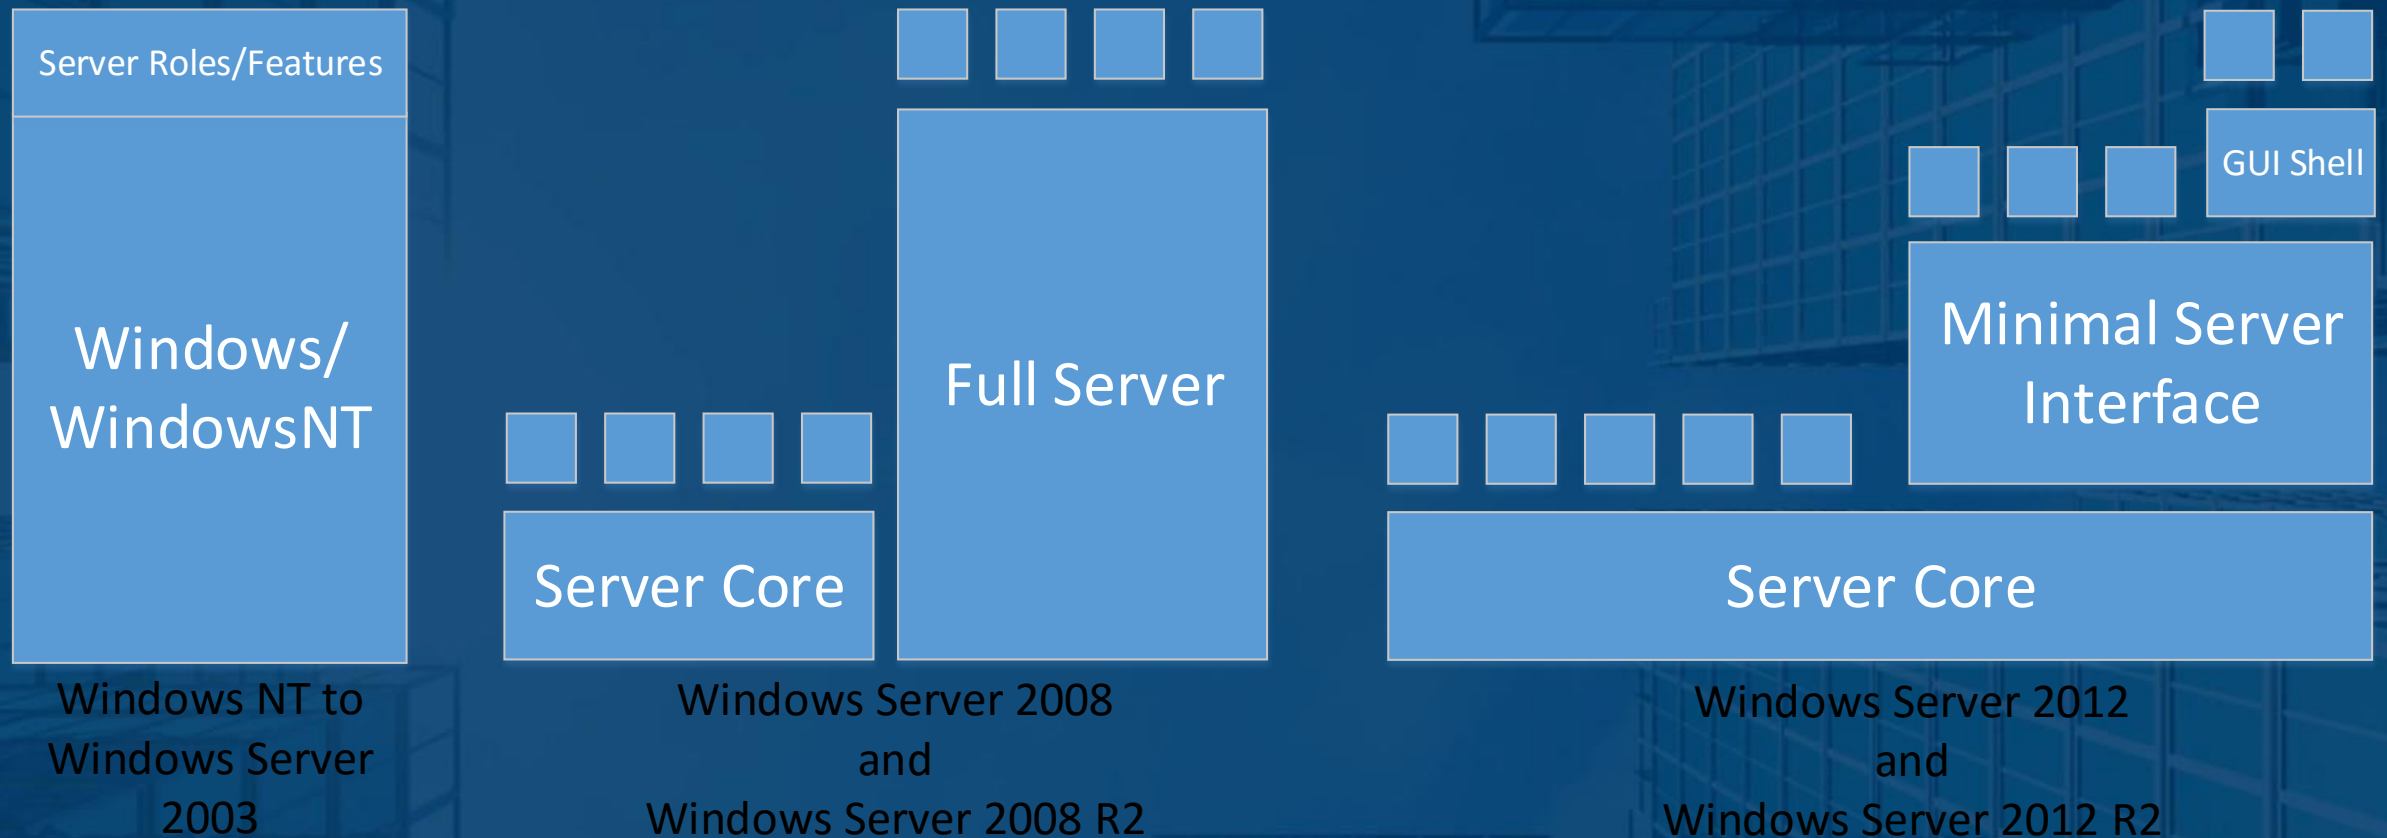 Server Roles/Features
Windows/
WindowsNT
Windows NT to
Windows Server
2003
Server Core
Full Server
Windows Server 2008
and
Windows Server 2008 R2
GUI Shell
Minimal Server
Interface
Server Core
Windows Server 2012
and
Windows Server 2012 R2